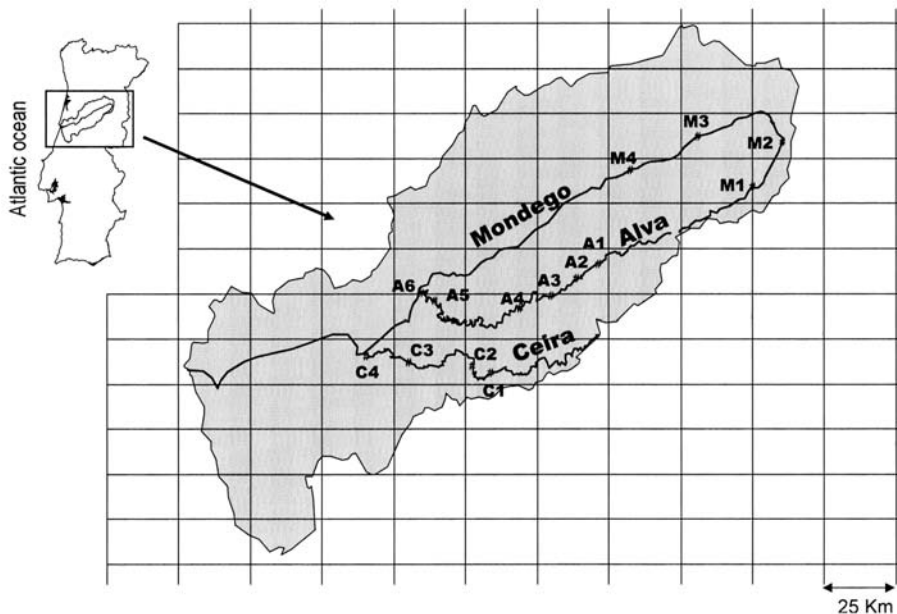 Atlantic ocean
M3
M2
M4
M1
Mondego
Alva
A1
A2
A3
A6
A5
A4
Ceira
C3
C2
C4
C1
25 Km